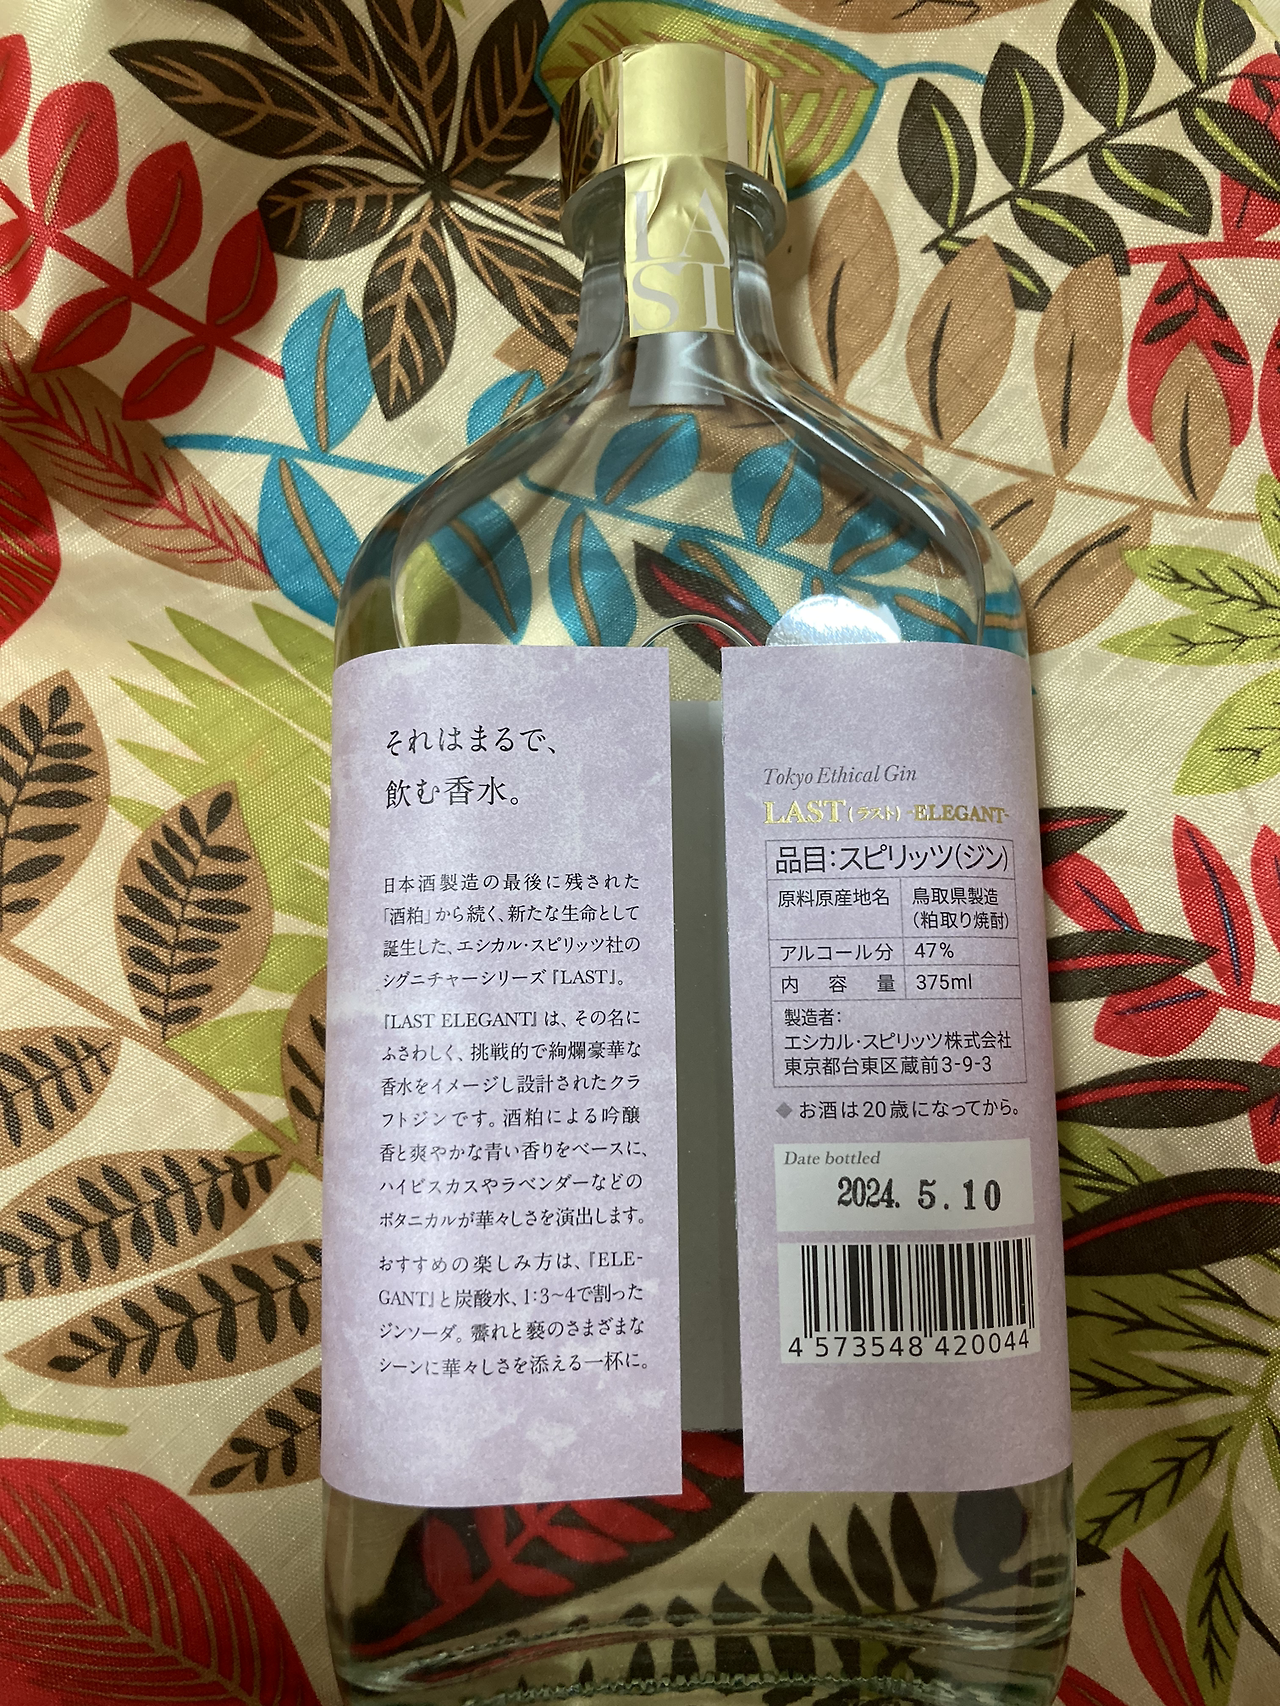 LA
ST
それはまるで、
飲む香水。
日本酒製造の最後に残された
「酒粕」から続く、新たな生命として
誕生した、エシカル・スピリッツ社の
シグニチャーシリーズ『LAST』。
『LAST ELEGANT』は、その名に
ふさわしく、挑戦的で絢爛豪華な
香水をイメージし設計されたクラ
フトジンです。酒粕による吟醸
香と爽やかな青い香りをベースに、
ハイビスカスやラベンダーなどの
ボタニカルが華々しさを演出します。
おすすめの楽しみ方は、『ELE-
GANT』と炭酸水、1:3~4で割った
ジンソーダ。霽れと褻のさまざまな
シーンに華々しさを添える一杯に。
Tokyo Ethical Gin
LAST(ラスト) -ELEGANT-
品目:スピリッツ(ジン)
原料原産地名 鳥取県製造
(粕取り焼酎)
アルコール分 47%
内容量 375ml
製造者:
エシカル・スピリッツ株式会社
東京都台東区蔵前3-9-3
◆お酒は20歳になってから。
Date bottled
2024. 5.10
4 573548 420044